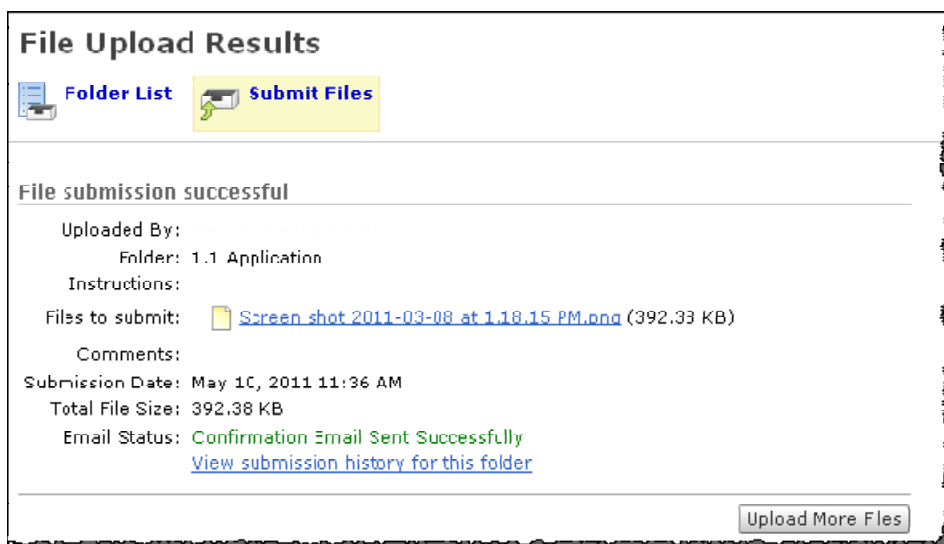 File Upload Results
Folder List Submit Files
File submission successful
Uploaded By:
Folder: 1.1 Application
Instructions:
Files to submit: Screen shot 2011-03-08 at 1.18.15 PM.png (392.38 KB)
Comments:
Submission Date: May 10, 2011 11:36 AM
Total File Size: 392.38 KB
Email Status: Confirmation Email Sent Successfully
View submission history for this folder
Upload More Files